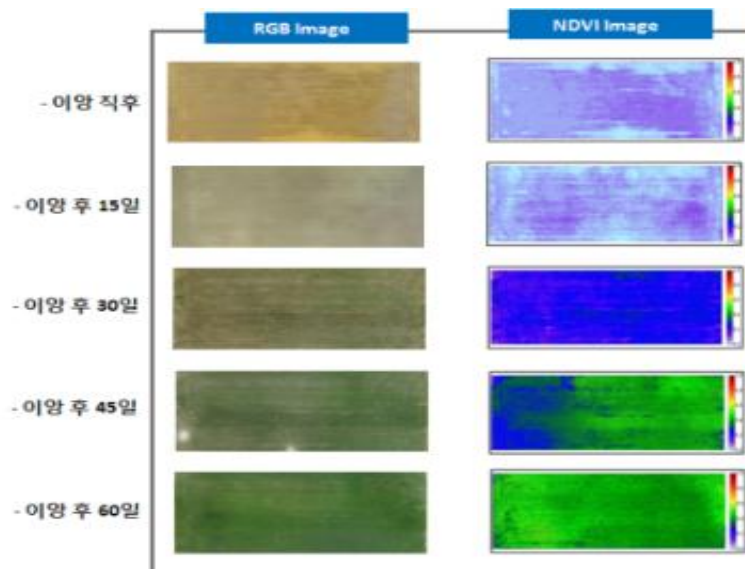 RGB Image
NDVI Image
- 이앙 직후
- 이앙 후 15일
- 이앙 후 30일
- 이앙 후 45일
- 이앙 후 60일